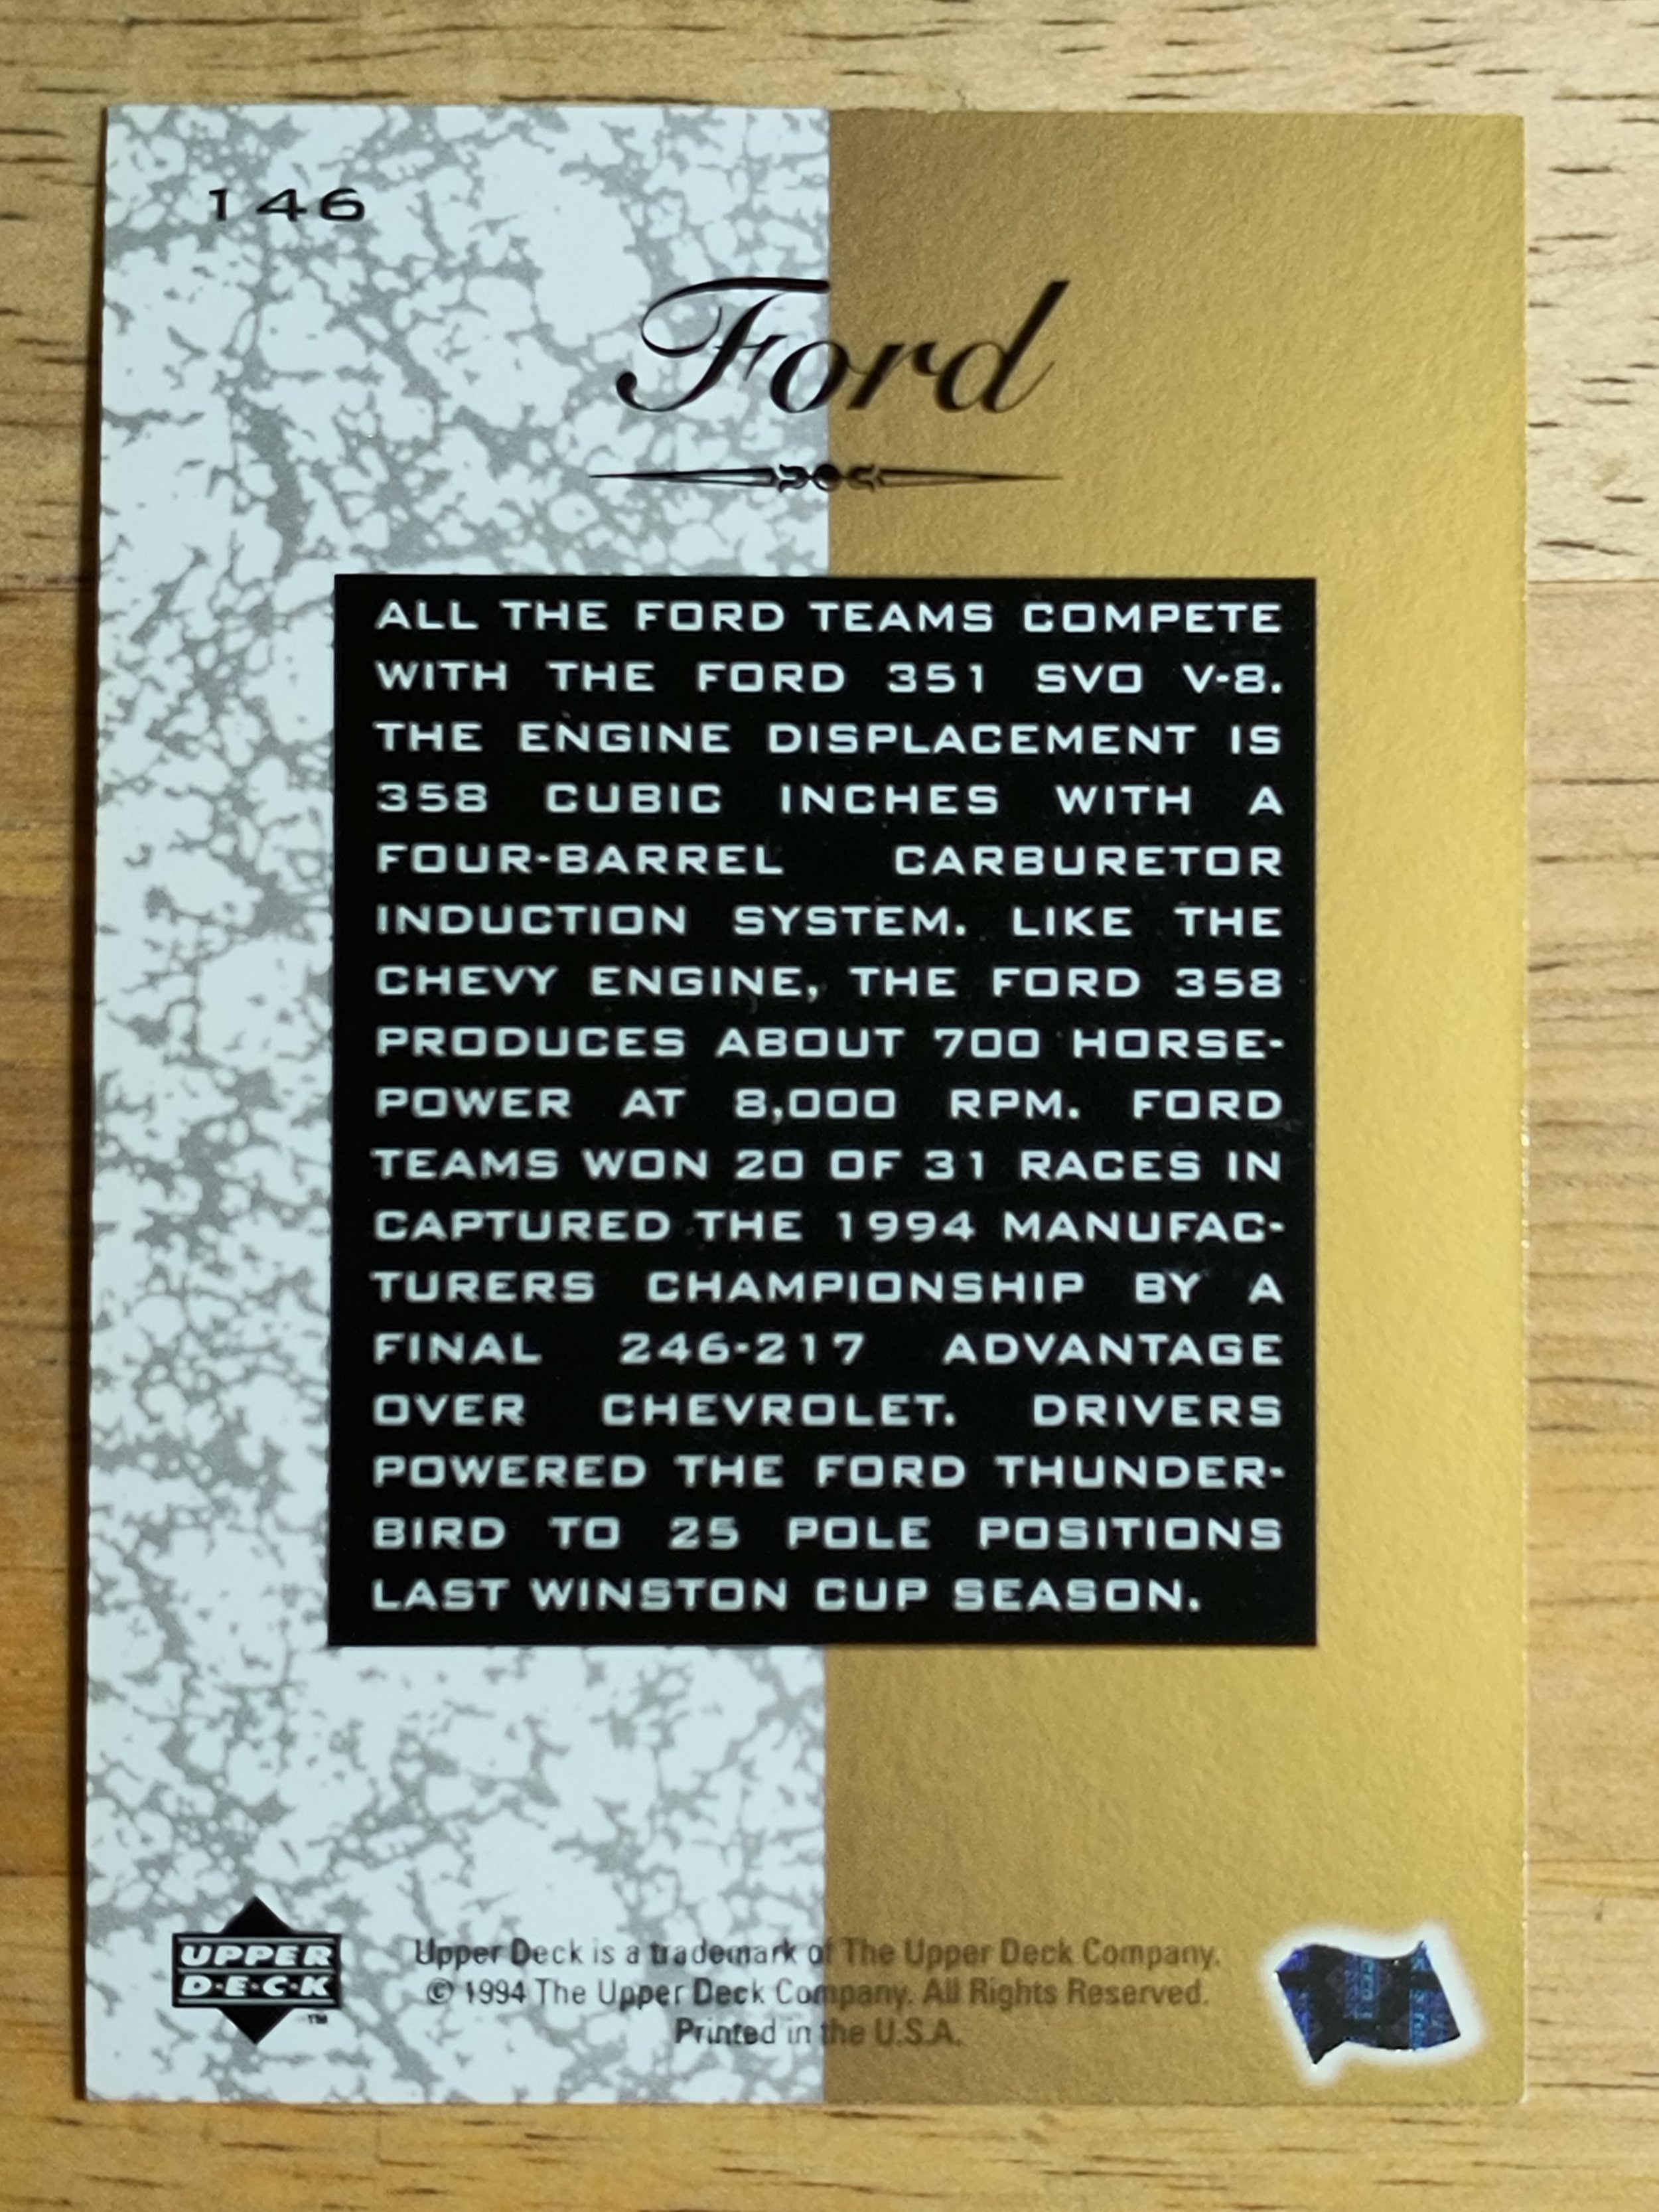 146
Ford
ALL THE FORD TEAMS COMPETE
WITH THE FORD 351 SVO V-8.
THE ENGINE DISPLACEMENT IS
358 CUBIC INCHES WITH A
FOUR-BARREL CARBURETOR
INDUCTION SYSTEM. LIKE THE
CHEVY ENGINE, THE FORD 358
PRODUCES ABOUT 700 HORSE-
POWER AT 8,000 RPM. FORD
TEAMS WON 20 OF 31 RACES IN
CAPTURED THE 1994 MANUFAC-
TURERS CHAMPIONSHIP BY A
FINAL 246-217 ADVANTAGE
OVER CHEVROLET. DRIVERS
POWERED THE FORD THUNDER-
BIRD TO 25 POLE POSITIONS
LAST WINSTON CUP SEASON.
UPPER
D·E·C·K
™
Upper Deck is a trademark of The Upper Deck Company.
© 1994 The Upper Deck Company. All Rights Reserved.
Printed in the U.S.A.